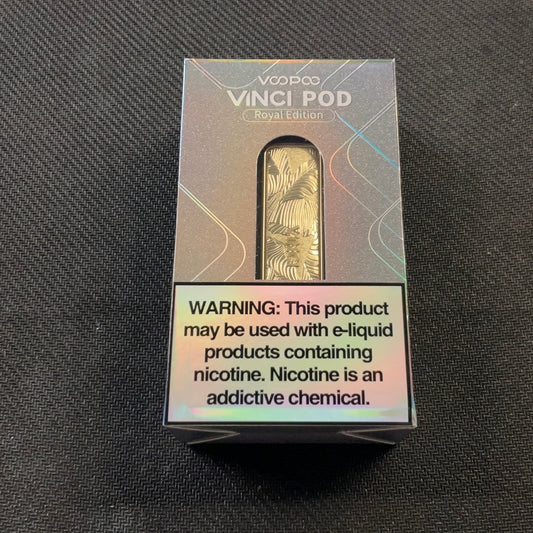 VOOPOO
VINCI POD
Royal Edition
WARNING: This product
may be used with e-liquid
products containing
nicotine. Nicotine is an
addictive chemical.